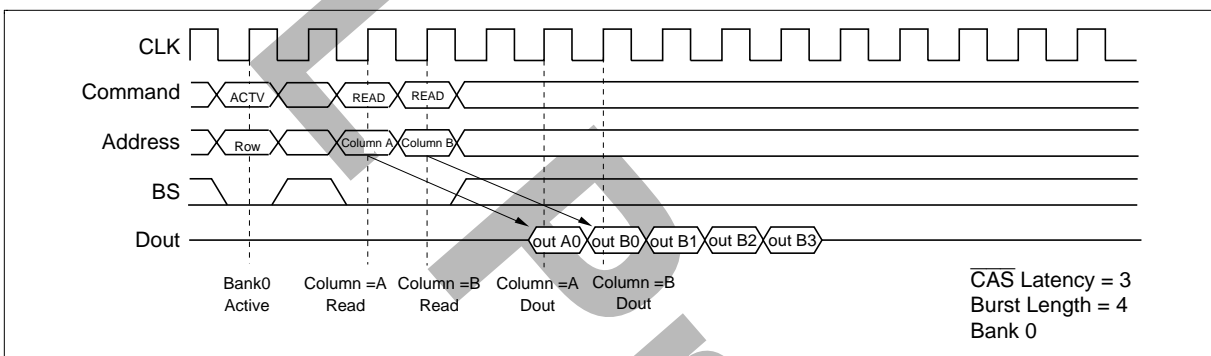 CLK
Command ACTV READ READ
Address Row Column A Column B
BS
Dout out A0 out B0 out B1 out B2 out B3
Bank0 Column =A Column =B Column =A Column =B
Active Read Read Dout Dout
CAS Latency = 3
Burst Length = 4
Bank 0